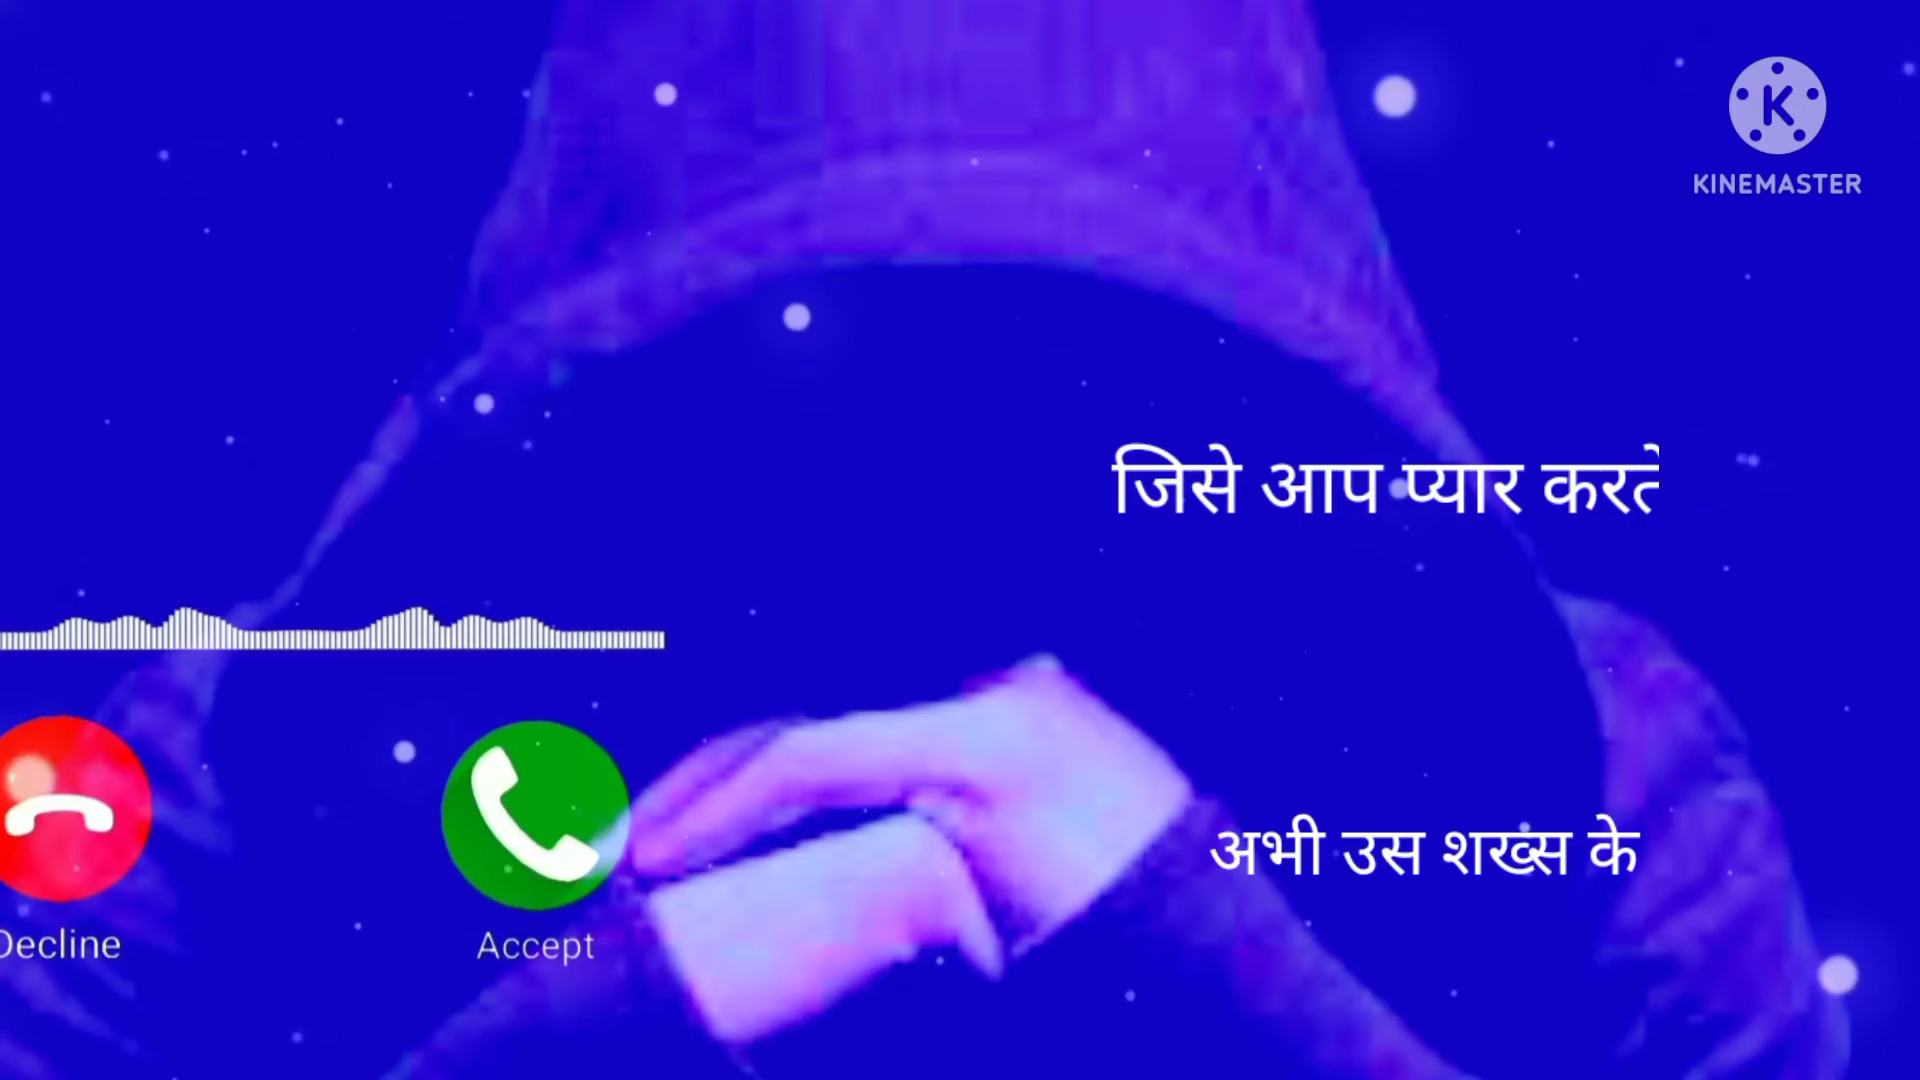 KINEMASTER
जिसे आप प्यार करते
अभी उस शख्स के
Decline
Accept